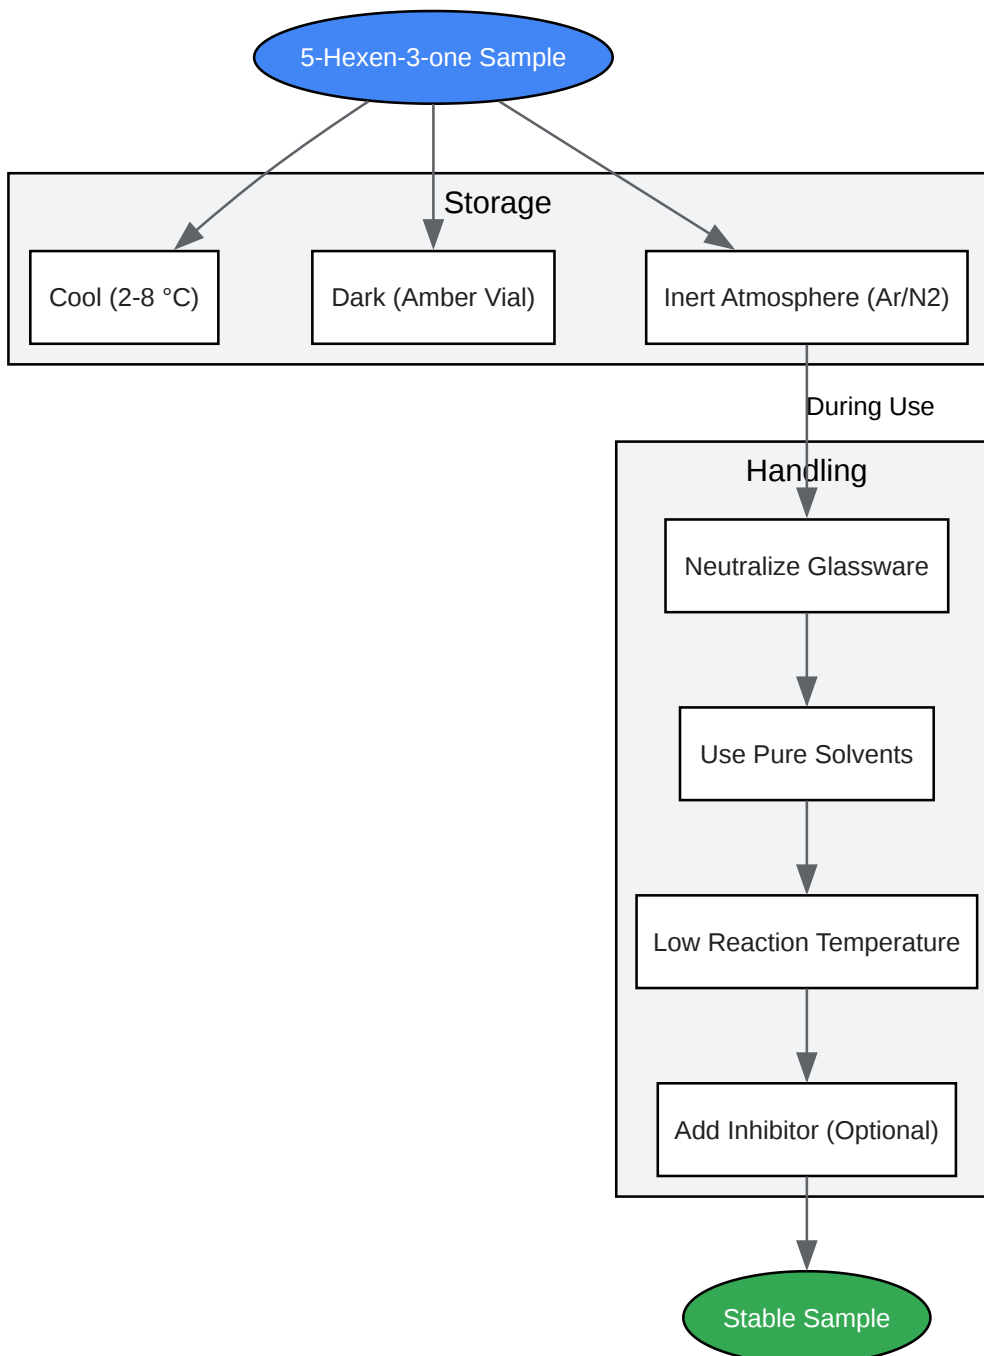 5-Hexen-3-one Sample
Storage
Cool (2-8 °C)
Dark (Amber Vial)
Inert Atmosphere (Ar/N2)
During Use
Handling
Neutralize Glassware
Use Pure Solvents
Low Reaction Temperature
Add Inhibitor (Optional)
Stable Sample